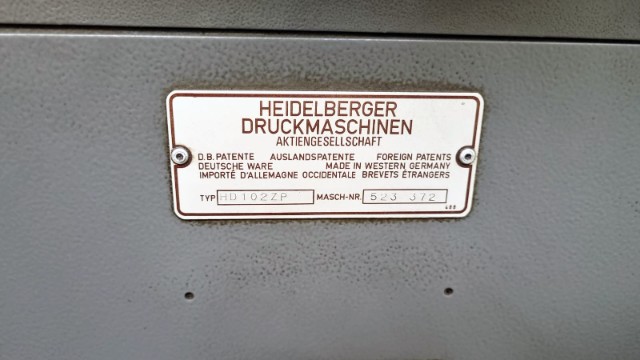 HEIDELBERGER
DRUCKMASCHINEN
AKTIENGESELLSCHAFT
D.B. PATENTE AUSLANDSPATENTE FOREIGN PATENTS
DEUTSCHE WARE MADE IN WESTERN GERMANY
IMPORTÉ D'ALLEMAGNE OCCIDENTALE BREVETS ÉTRANGERS
TYP HD102ZP MASCH-NR. 523 372